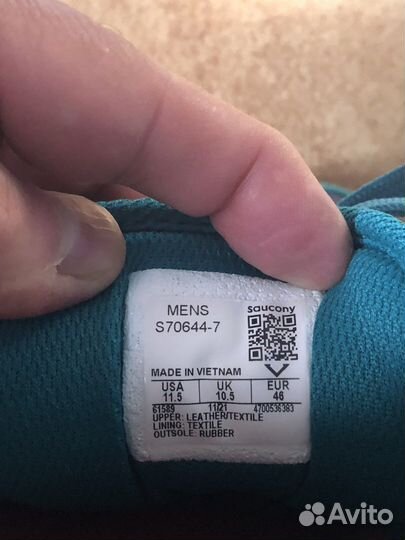 saucony
MENS
S70644-7
MADE IN VIETNAM
USA UK EUR
11.5 10.5 46
61589 11/21 4700536383
UPPER: LEATHER/TEXTILE
LINING: TEXTILE
OUTSOLE: RUBBER
Avito